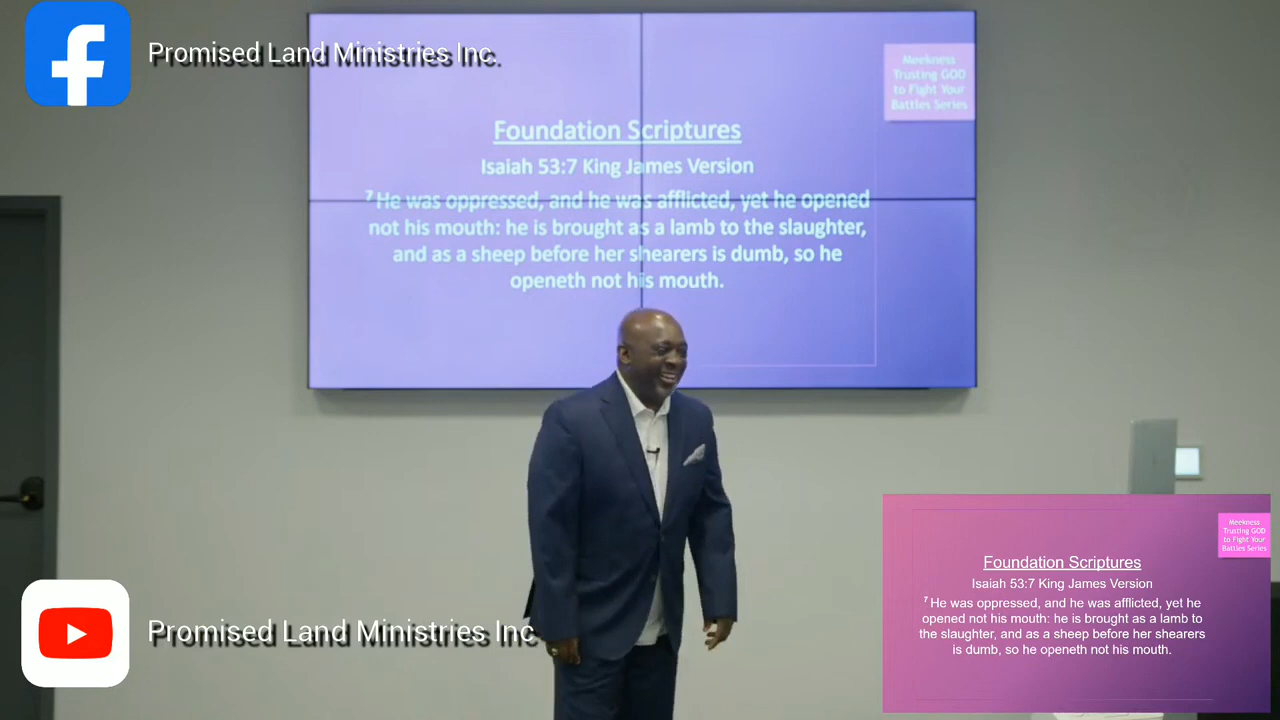 Promised Land Ministries Inc.
Meekness
Trusting GOD
to Fight Your
Battles Series
Foundation Scriptures
Isaiah 53:7 King James Version
7 He was oppressed, and he was afflicted, yet he opened
not his mouth: he is brought as a lamb to the slaughter,
and as a sheep before her shearers is dumb, so he
openeth not his mouth.
Promised Land Ministries Inc
Meekness
Trusting GOD
to Fight Your
Battles Series
Foundation Scriptures
Isaiah 53:7 King James Version
7 He was oppressed, and he was afflicted, yet he
opened not his mouth: he is brought as a lamb to
the slaughter, and as a sheep before her shearers
is dumb, so he openeth not his mouth.